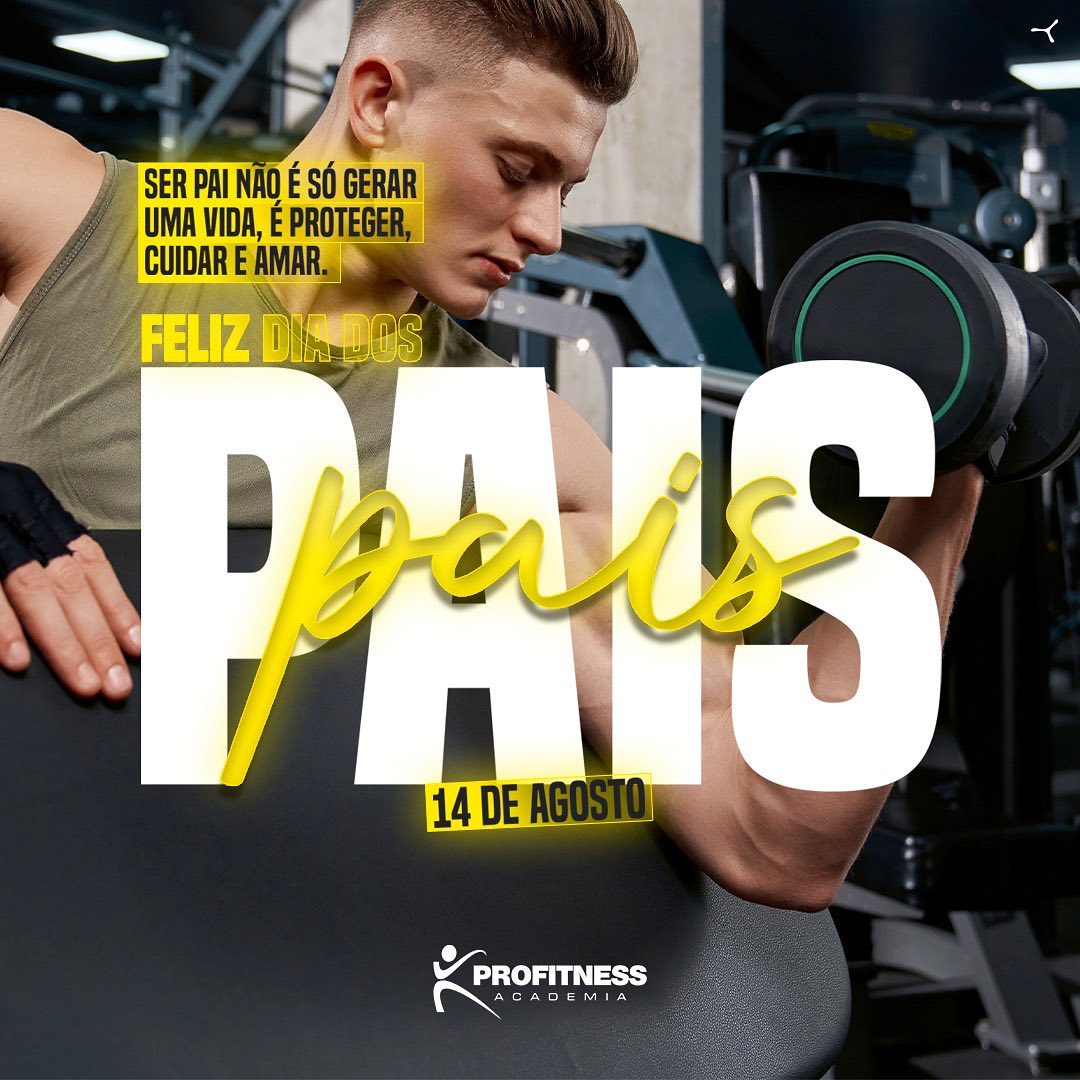 SER PAI NÃO É SÓ GERAR
UMA VIDA, É PROTEGER,
CUIDAR E AMAR.
FELIZ DIA DOS
PAIS
pais
14 DE AGOSTO
PROFITNESS
ACADEMIA